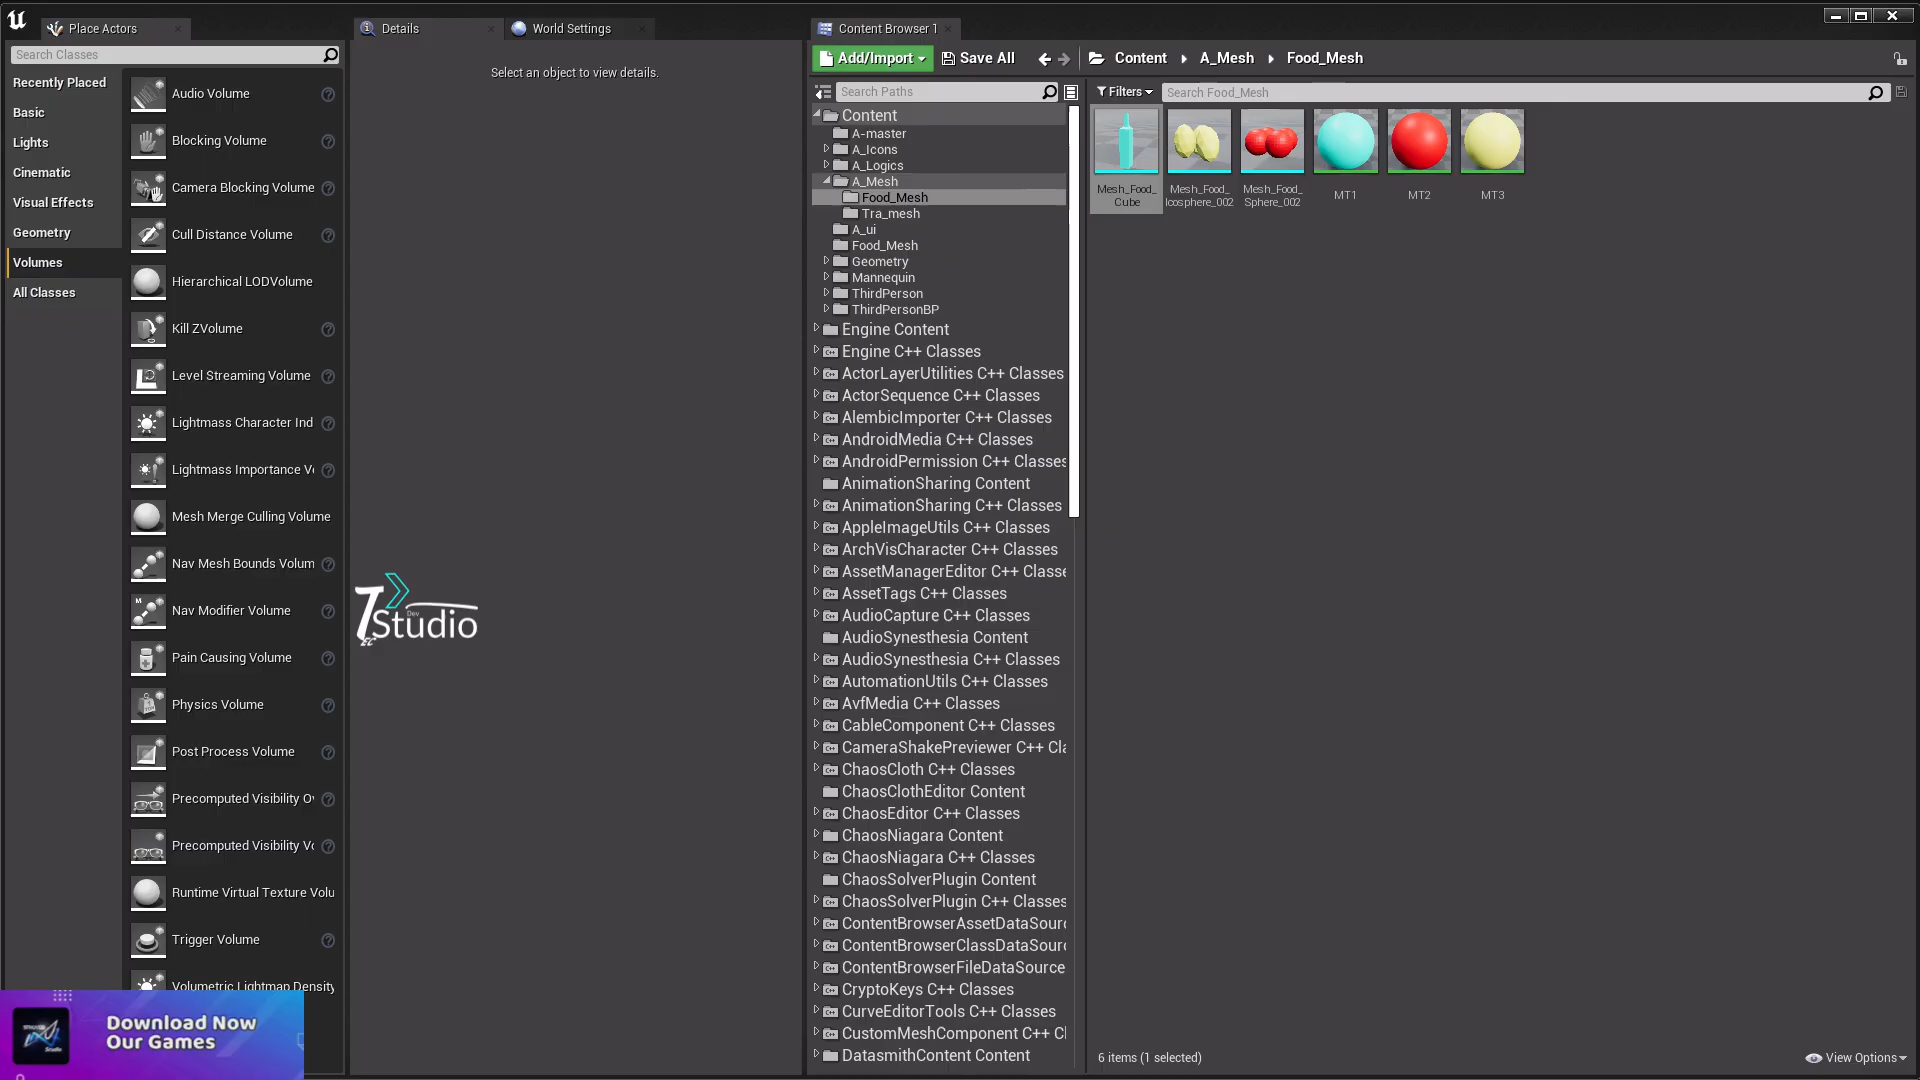 Place Actors
Search Classes
Recently Placed
Basic
Lights
Cinematic
Visual Effects
Geometry
Volumes
All Classes
Audio Volume
Blocking Volume
Camera Blocking Volume
Cull Distance Volume
Hierarchical LODVolume
Kill ZVolume
Level Streaming Volume
Lightmass Character Ind
Lightmass Importance V
Mesh Merge Culling Volume
Nav Mesh Bounds Volum
Nav Modifier Volume
Pain Causing Volume
Physics Volume
Post Process Volume
Precomputed Visibility O
Precomputed Visibility V
Runtime Virtual Texture Volu
Trigger Volume
Volumetric Lightmap Density
Download Now
Our Games
Details
World Settings
Select an object to view details.
Dev
Studio
Content Browser 1
Add/Import
Save All
Content
A_Mesh
Food_Mesh
Search Paths
Content
A-master
A_Icons
A_Logics
A_Mesh
Food_Mesh
Tra_mesh
A_ui
Food_Mesh
Geometry
Mannequin
ThirdPerson
ThirdPersonBP
Engine Content
Engine C++ Classes
ActorLayerUtilities C++ Classes
ActorSequence C++ Classes
AlembicImporter C++ Classes
AndroidMedia C++ Classes
AndroidPermission C++ Classes
AnimationSharing Content
AnimationSharing C++ Classes
AppleImageUtils C++ Classes
ArchVisCharacter C++ Classes
AssetManagerEditor C++ Classe
AssetTags C++ Classes
AudioCapture C++ Classes
AudioSynesthesia Content
AudioSynesthesia C++ Classes
AutomationUtils C++ Classes
AvfMedia C++ Classes
CableComponent C++ Classes
CameraShakePreviewer C++ Cla
ChaosCloth C++ Classes
ChaosClothEditor Content
ChaosEditor C++ Classes
ChaosNiagara Content
ChaosNiagara C++ Classes
ChaosSolverPlugin Content
ChaosSolverPlugin C++ Classes
ContentBrowserAssetDataSour
ContentBrowserClassDataSour
ContentBrowserFileDataSource
CryptoKeys C++ Classes
CurveEditorTools C++ Classes
CustomMeshComponent C++ Cl
DatasmithContent Content
Filters
Search Food_Mesh
Mesh_Food_
Cube
Mesh_Food_
Icosphere_002
Mesh_Food_
Sphere_002
MT1
MT2
MT3
6 items (1 selected)
View Options